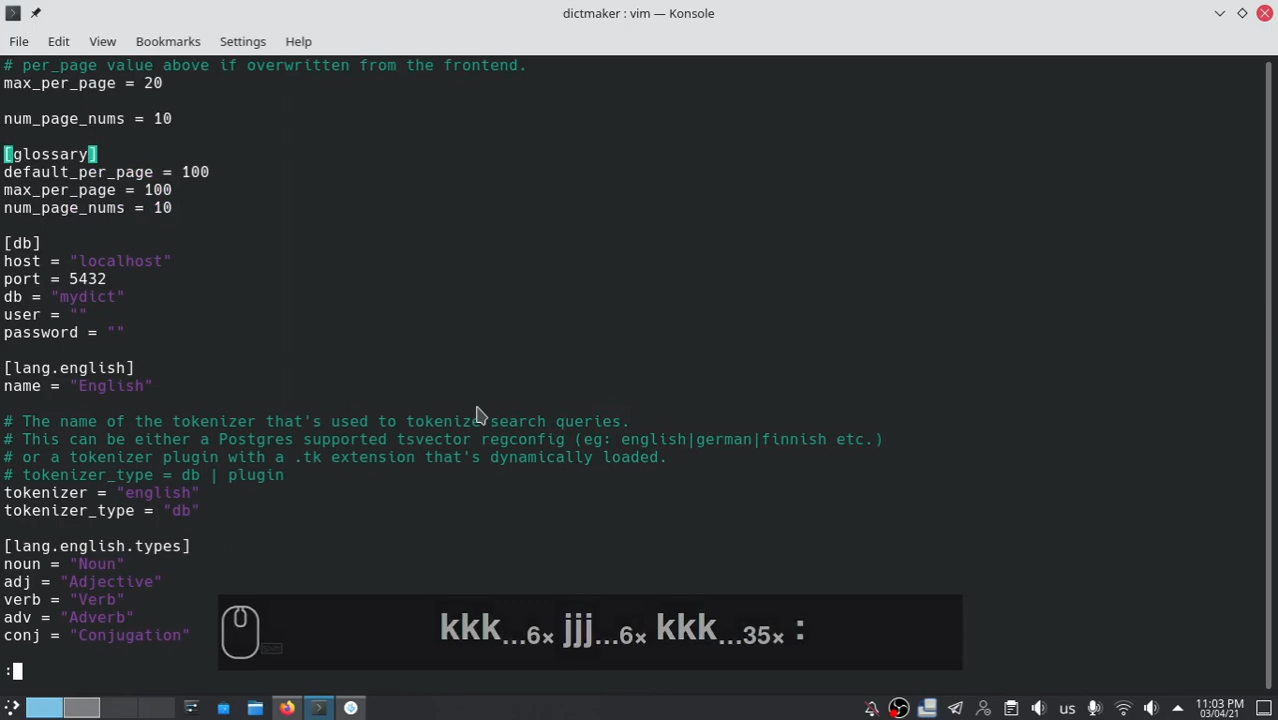 dictmaker : vim — Konsole
File Edit View Bookmarks Settings Help
# per_page value above if overwritten from the frontend.
max_per_page = 20
num_page_nums = 10
[glossary]
default_per_page = 100
max_per_page = 100
num_page_nums = 10
[db]
host = "localhost"
port = 5432
db = "mydict"
user = ""
password = ""
[lang.english]
name = "English"
# The name of the tokenizer that's used to tokenize search queries.
# This can be either a Postgres supported tsvector regconfig (eg: english|german|finnish etc.)
# or a tokenizer plugin with a .tk extension that's dynamically loaded.
# tokenizer_type = db | plugin
tokenizer = "english"
tokenizer_type = "db"
[lang.english.types]
noun = "Noun"
adj = "Adjective"
verb = "Verb"
adv = "Adverb"
conj = "Conjugation"
kkk...6× jjj...6× kkk...35× :
:
us
11:03 PM
03/04/21